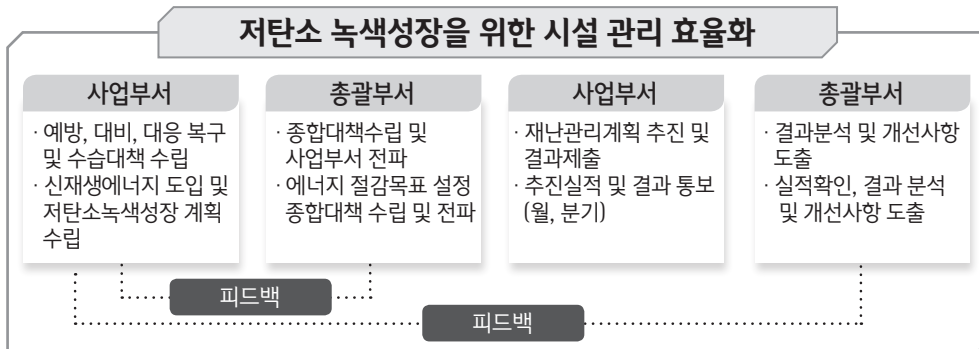 저탄소 녹색성장을 위한 시설 관리 효율화
사업부서
· 예방, 대비, 대응 복구
및 수습대책 수립
· 신재생에너지 도입 및
저탄소녹색성장 계획
수립
총괄부서
· 종합대책수립 및
사업부서 전파
· 에너지 절감목표 설정
종합대책 수립 및 전파
사업부서
· 재난관리계획 추진 및
결과제출
· 추진실적 및 결과 통보
(월, 분기)
총괄부서
· 결과분석 및 개선사항
도출
· 실적확인, 결과 분석
및 개선사항 도출
피드백
피드백